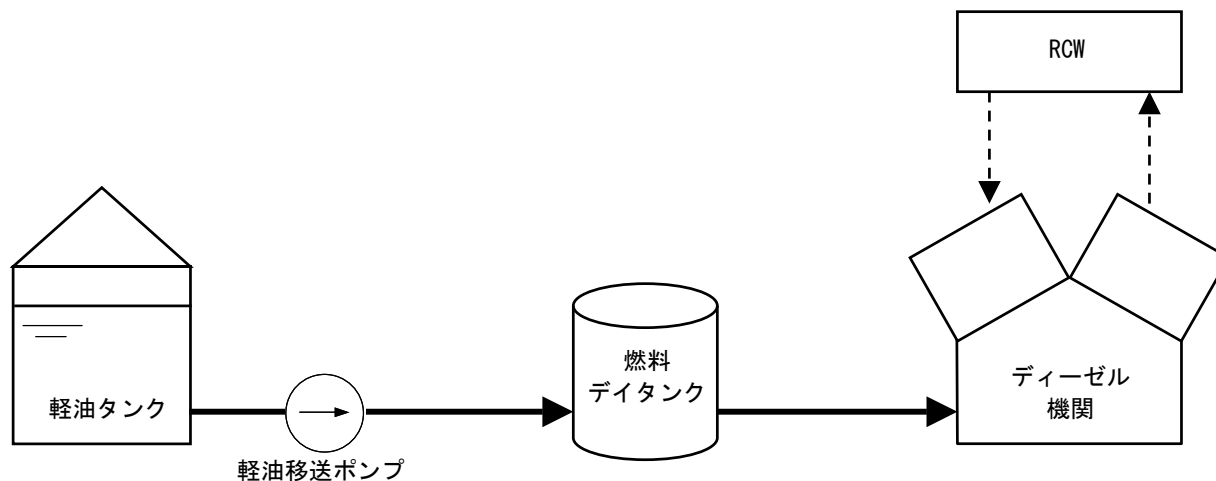 RCW
軽油タンク
軽油移送ポンプ
燃料
デイタンク
ディーゼル
機関